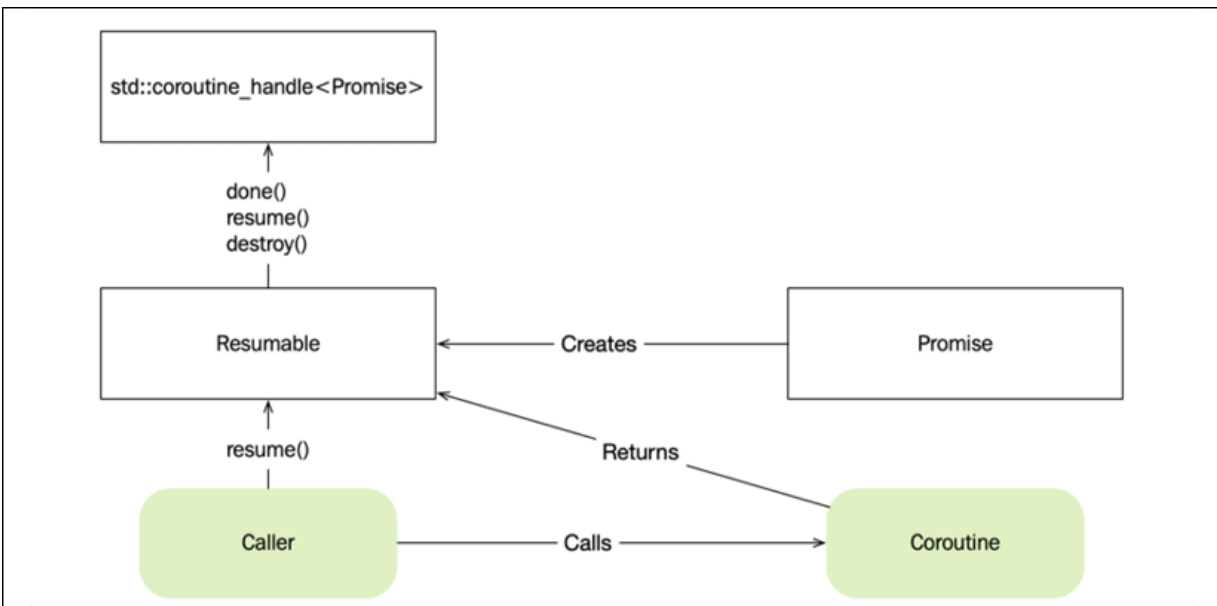 std::coroutine_handle<Promise>
done()
resume()
destroy()
Resumable
Creates
Promise
resume()
Returns
Caller
Calls
Coroutine